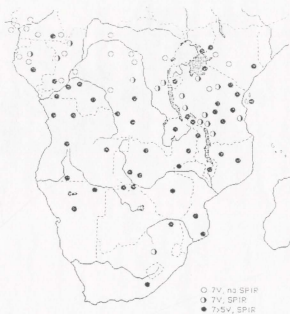 ○ 7V, no SPIR
◑ 7V, SPIR
● 7>5V, SPIR